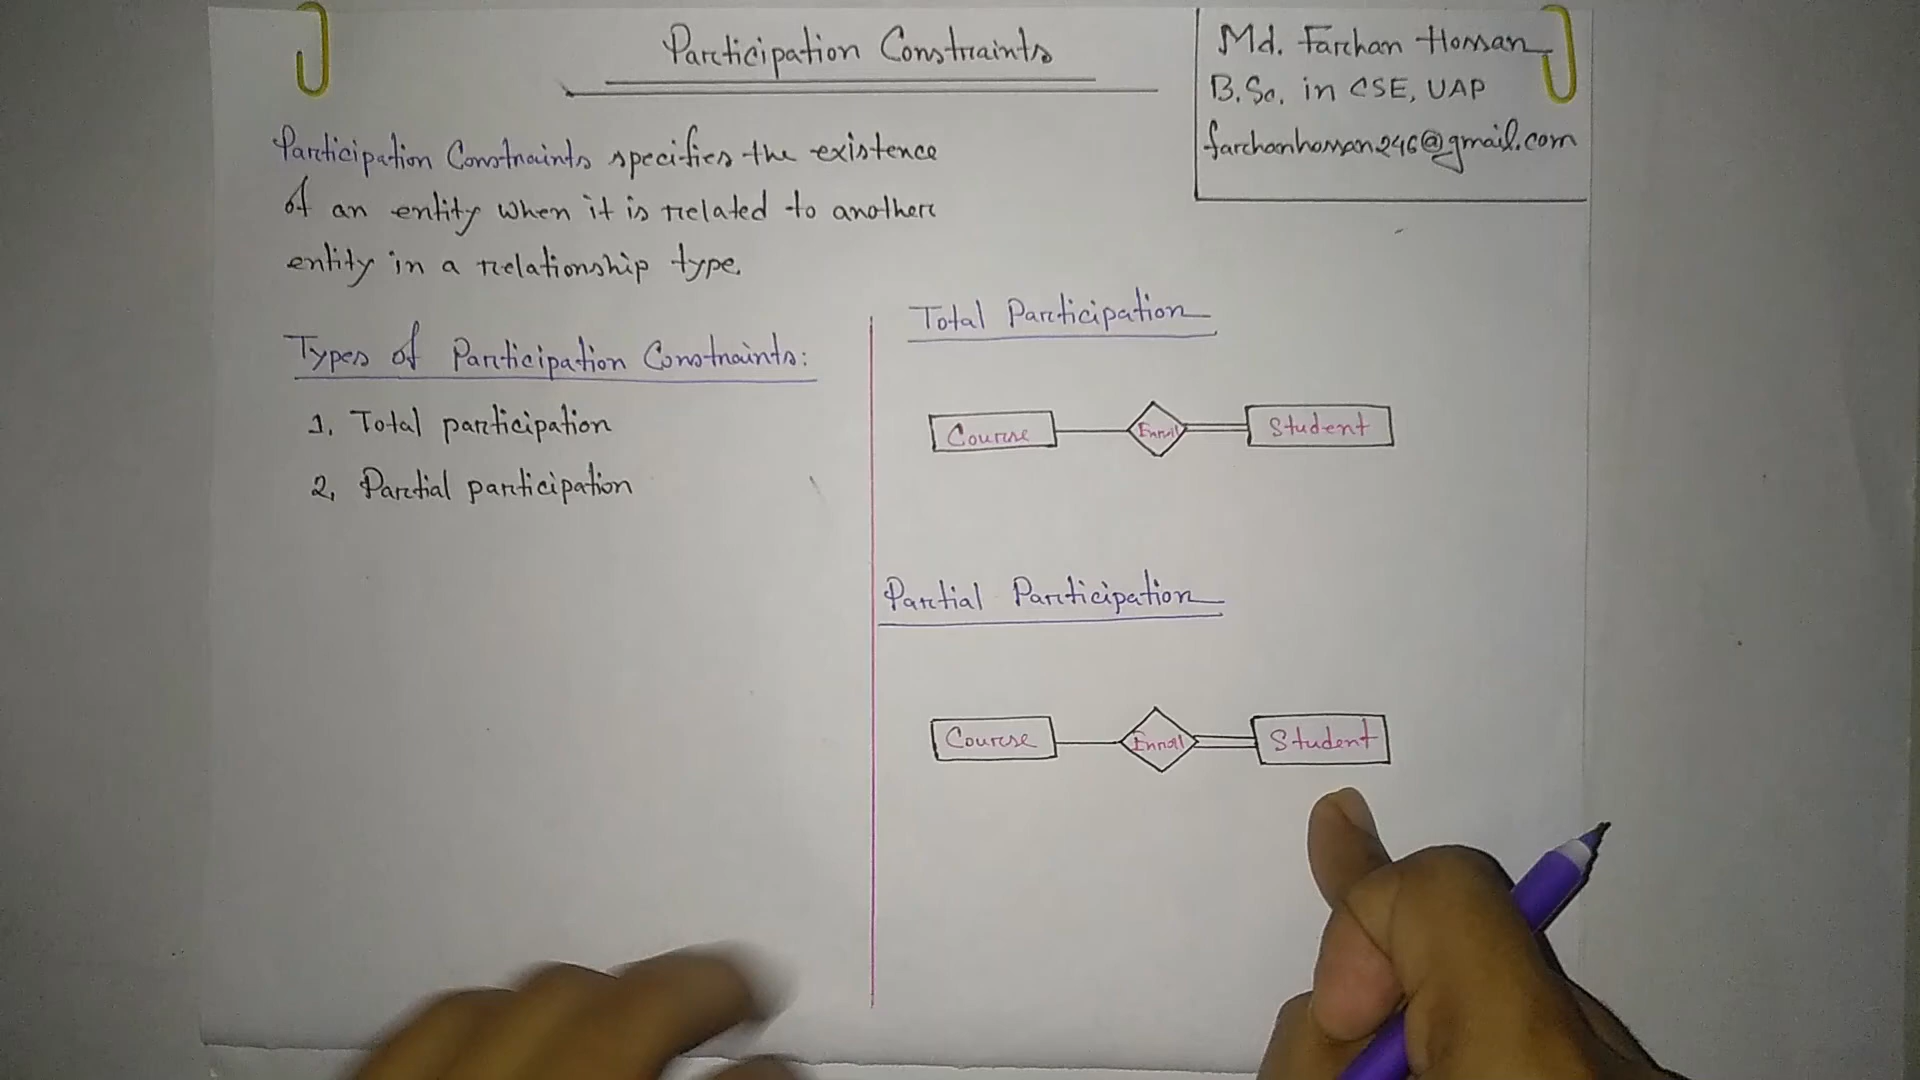 Participation Constraints
Md. Farhan Hossan
B.Sc. in CSE, UAP
farhanhossan246@gmail.com
Participation Constraints specifies the existence
of an entity when it is related to another
entity in a relationship type.
Types of Participation Constraints:
1. Total participation
2. Partial participation
Total Participation
Course Enroll Student
Partial Participation
Course Enroll Student